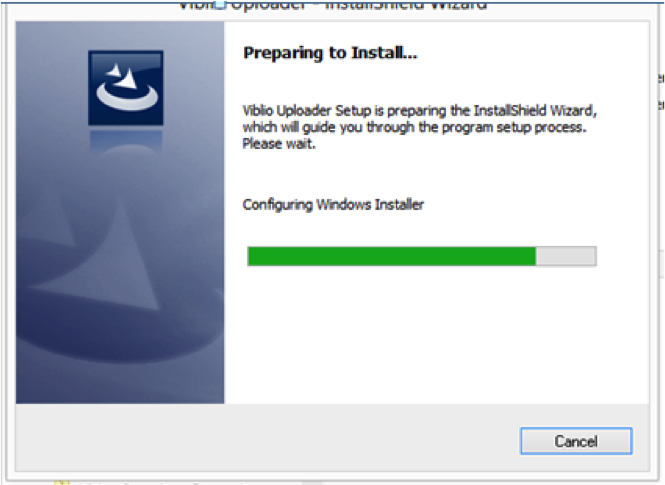 Viblio Uploader - InstallShield Wizard
Preparing to Install...
Viblio Uploader Setup is preparing the InstallShield Wizard,
which will guide you through the program setup process.
Please wait.
Configuring Windows Installer
Cancel